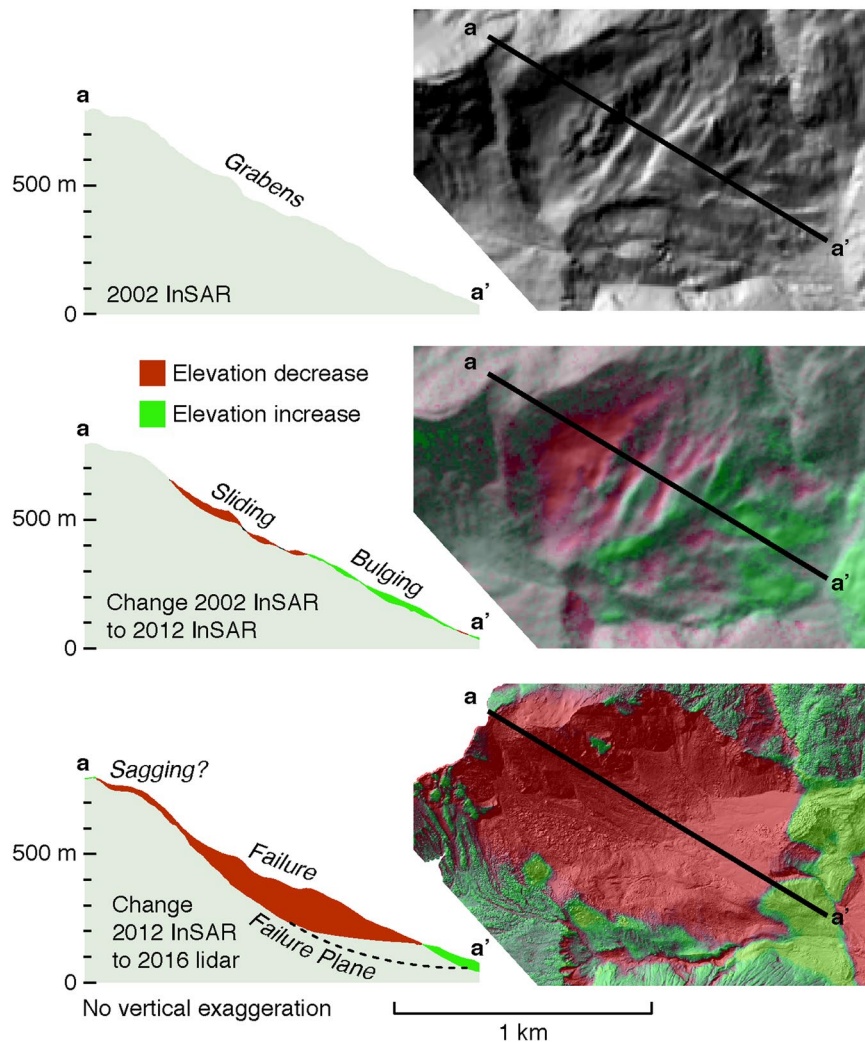 a
500 m
Grabens
2002 InSAR
a'
0
a
a'
Elevation decrease
Elevation increase
a
500 m
Sliding
Bulging
Change 2002 InSAR
to 2012 InSAR
a'
0
a
a'
a
Sagging?
500 m
Failure
Failure Plane
Change
2012 InSAR
to 2016 lidar
a'
0
a
a'
No vertical exaggeration
1 km